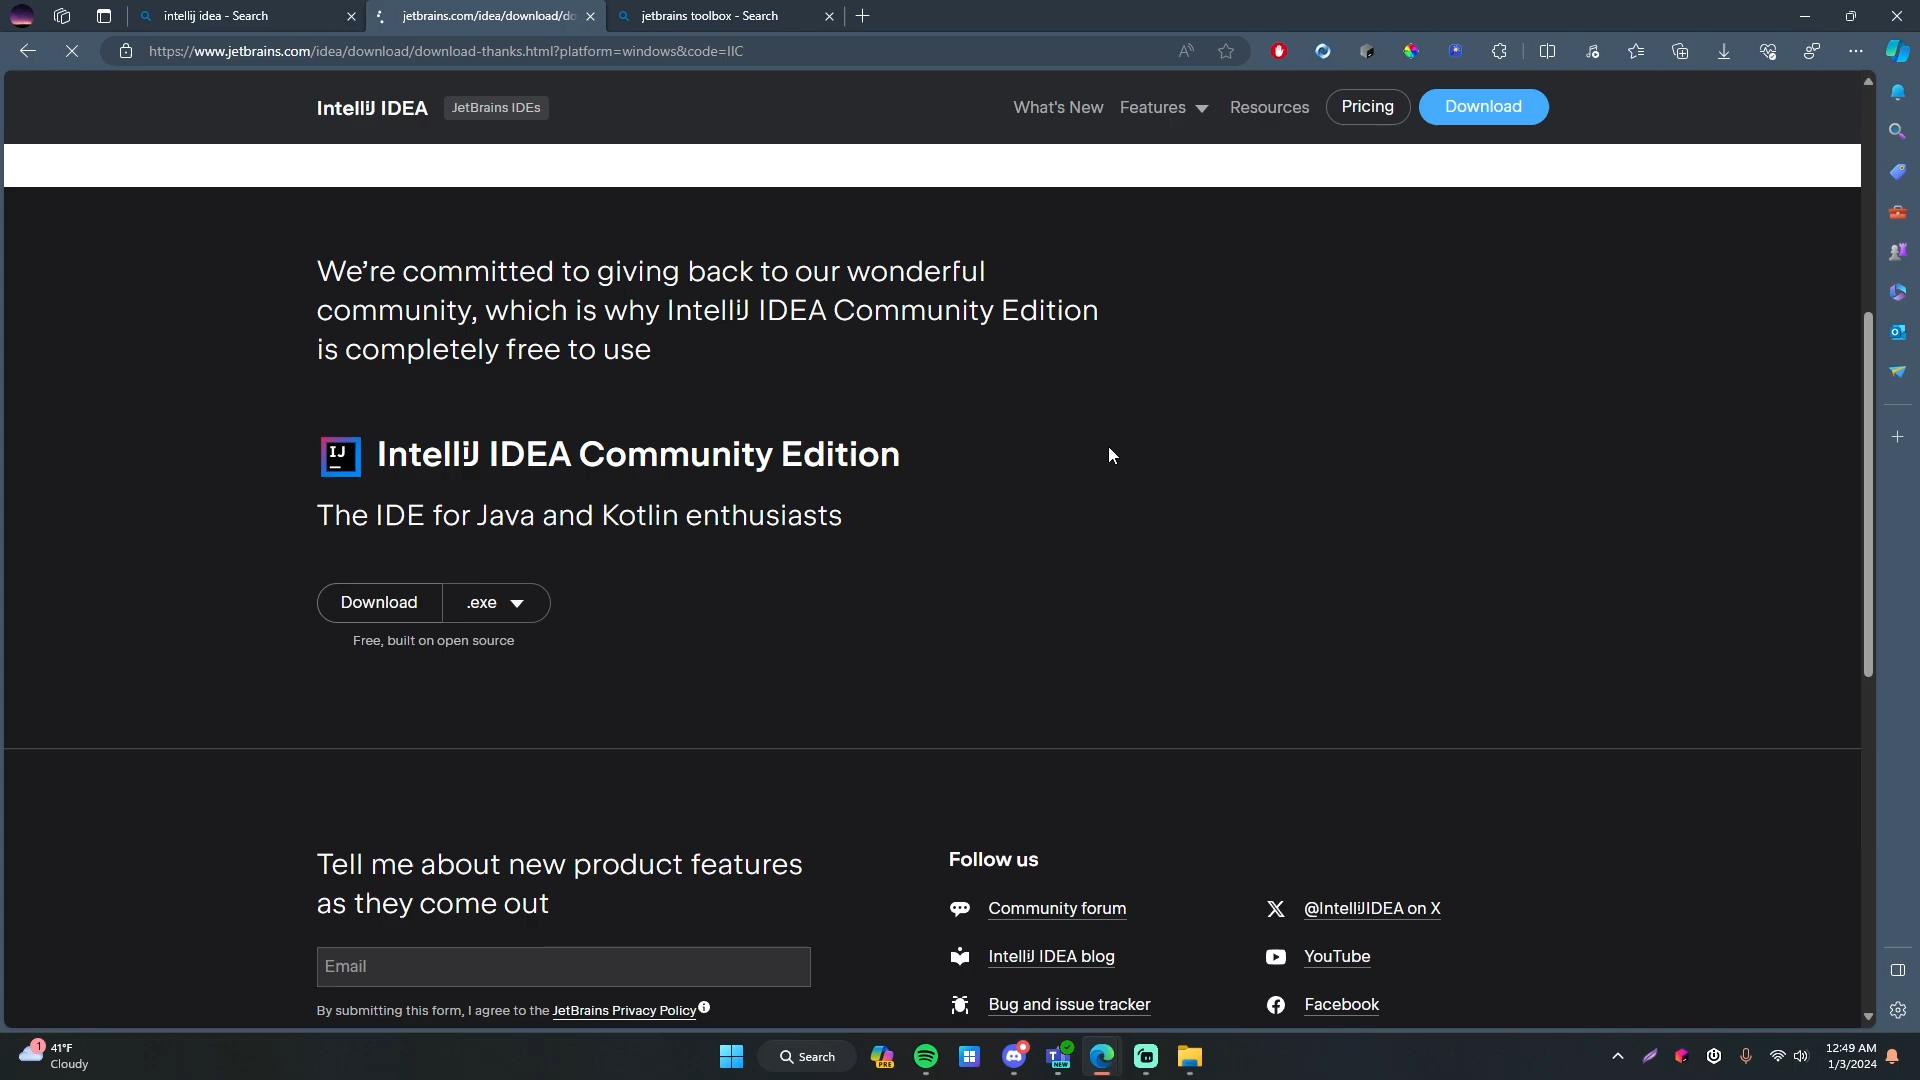 intellij idea - Search
jetbrains.com/idea/download/do
jetbrains toolbox - Search
https://www.jetbrains.com/idea/download/download-thanks.html?platform=windows&code=IIC
IntelliJ IDEA
JetBrains IDEs
What's New
Features
Resources
Pricing
Download
We're committed to giving back to our wonderful
community, which is why IntelliJ IDEA Community Edition
is completely free to use
IJ
IntelliJ IDEA Community Edition
The IDE for Java and Kotlin enthusiasts
Download
.exe
Free, built on open source
Tell me about new product features
as they come out
Email
By submitting this form, I agree to the JetBrains Privacy Policy
Follow us
Community forum
@IntelliJIDEA on X
IntelliJ IDEA blog
YouTube
Bug and issue tracker
Facebook
1
41°F
Cloudy
Search
PRE
NEW
12:49 AM
1/3/2024